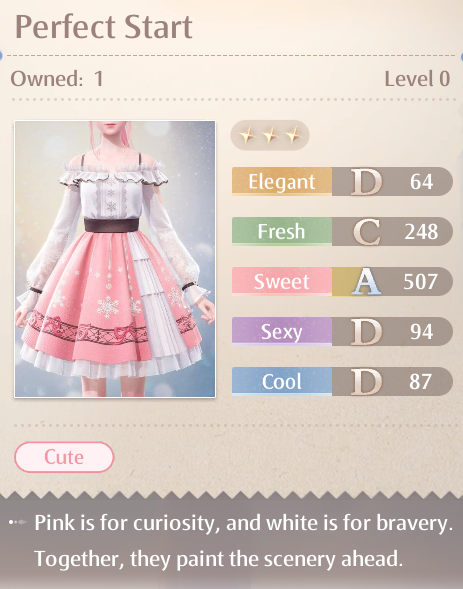 Perfect Start
Owned: 1 Level 0
Elegant D 64
Fresh C 248
Sweet A 507
Sexy D 94
Cool D 87
Cute
Pink is for curiosity, and white is for bravery.
Together, they paint the scenery ahead.